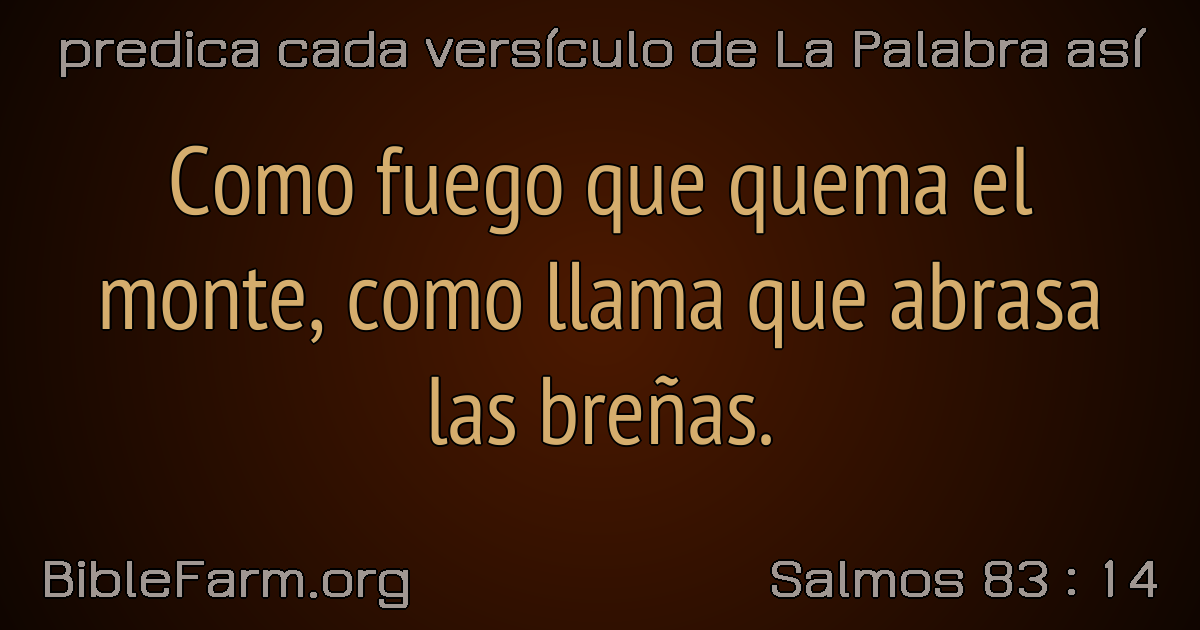 predica cada versículo de La Palabra así
Como fuego que quema el
monte, como llama que abrasa
las breñas.
BibleFarm.org
Salmos 83 : 14